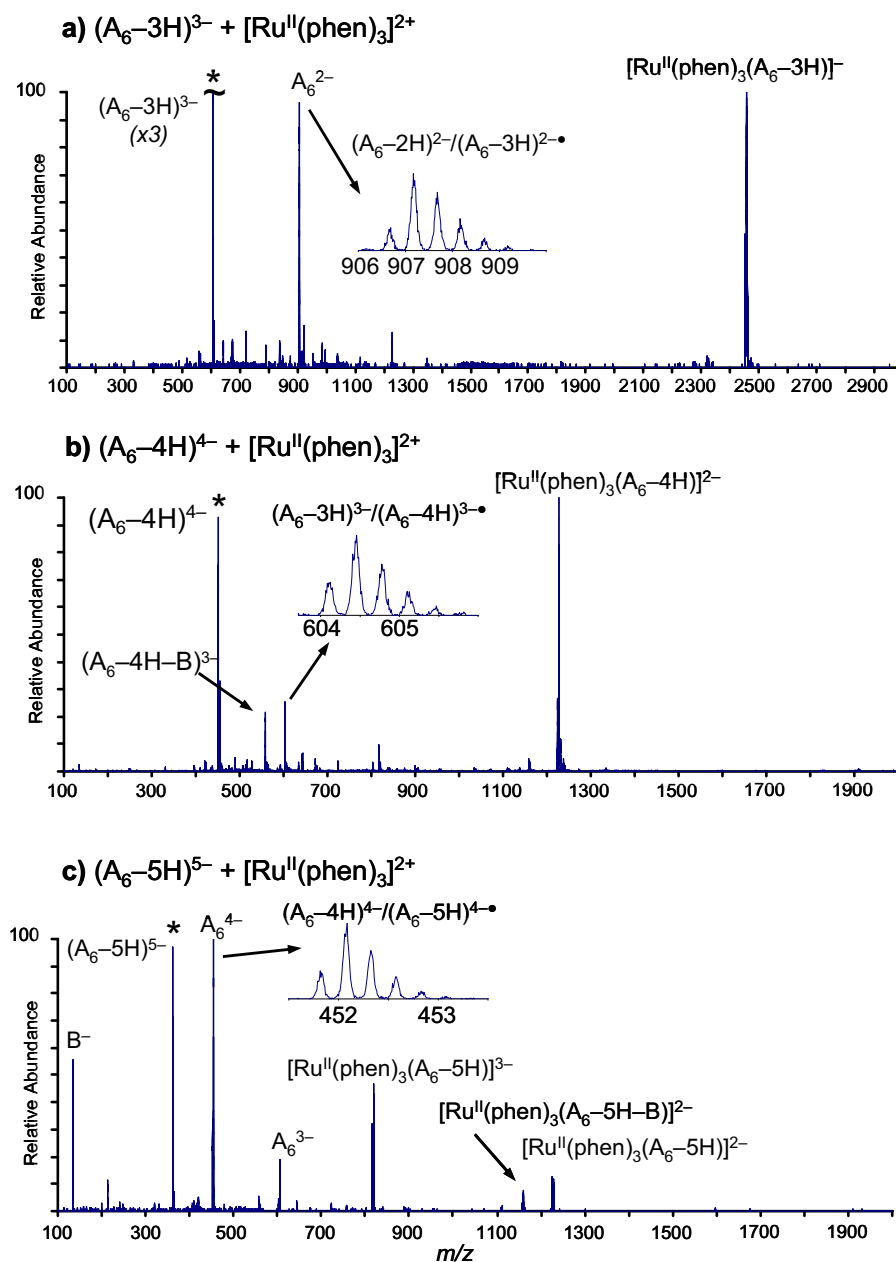 a) (A₆–3H)³⁻ + [Ruᴵᴵ(phen)₃]²⁺
[Ruᴵᴵ(phen)₃(A₆–3H)]⁻
*
A₆²⁻
100
(A₆–3H)³⁻
(x3)
(A₆–2H)²⁻/(A₆–3H)²⁻•
906 907 908 909
Relative Abundance
100 300 500 700 900 1100 1300 1500 1700 1900 2100 2300 2500 2700 2900
b) (A₆–4H)⁴⁻ + [Ruᴵᴵ(phen)₃]²⁺
[Ruᴵᴵ(phen)₃(A₆–4H)]²⁻
100
*
(A₆–4H)⁴⁻
(A₆–3H)³⁻/(A₆–4H)³⁻•
604 605
(A₆–4H–B)³⁻
Relative Abundance
100 300 500 700 900 1100 1300 1500 1700 1900
c) (A₆–5H)⁵⁻ + [Ruᴵᴵ(phen)₃]²⁺
100
(A₆–5H)⁵⁻
*
A₆⁴⁻
(A₆–4H)⁴⁻/(A₆–5H)⁴⁻•
452 453
B⁻
[Ruᴵᴵ(phen)₃(A₆–5H)]³⁻
[Ruᴵᴵ(phen)₃(A₆–5H–B)]²⁻
A₆³⁻
[Ruᴵᴵ(phen)₃(A₆–5H)]²⁻
Relative Abundance
100 300 500 700 900 1100 1300 1500 1700 1900
m/z